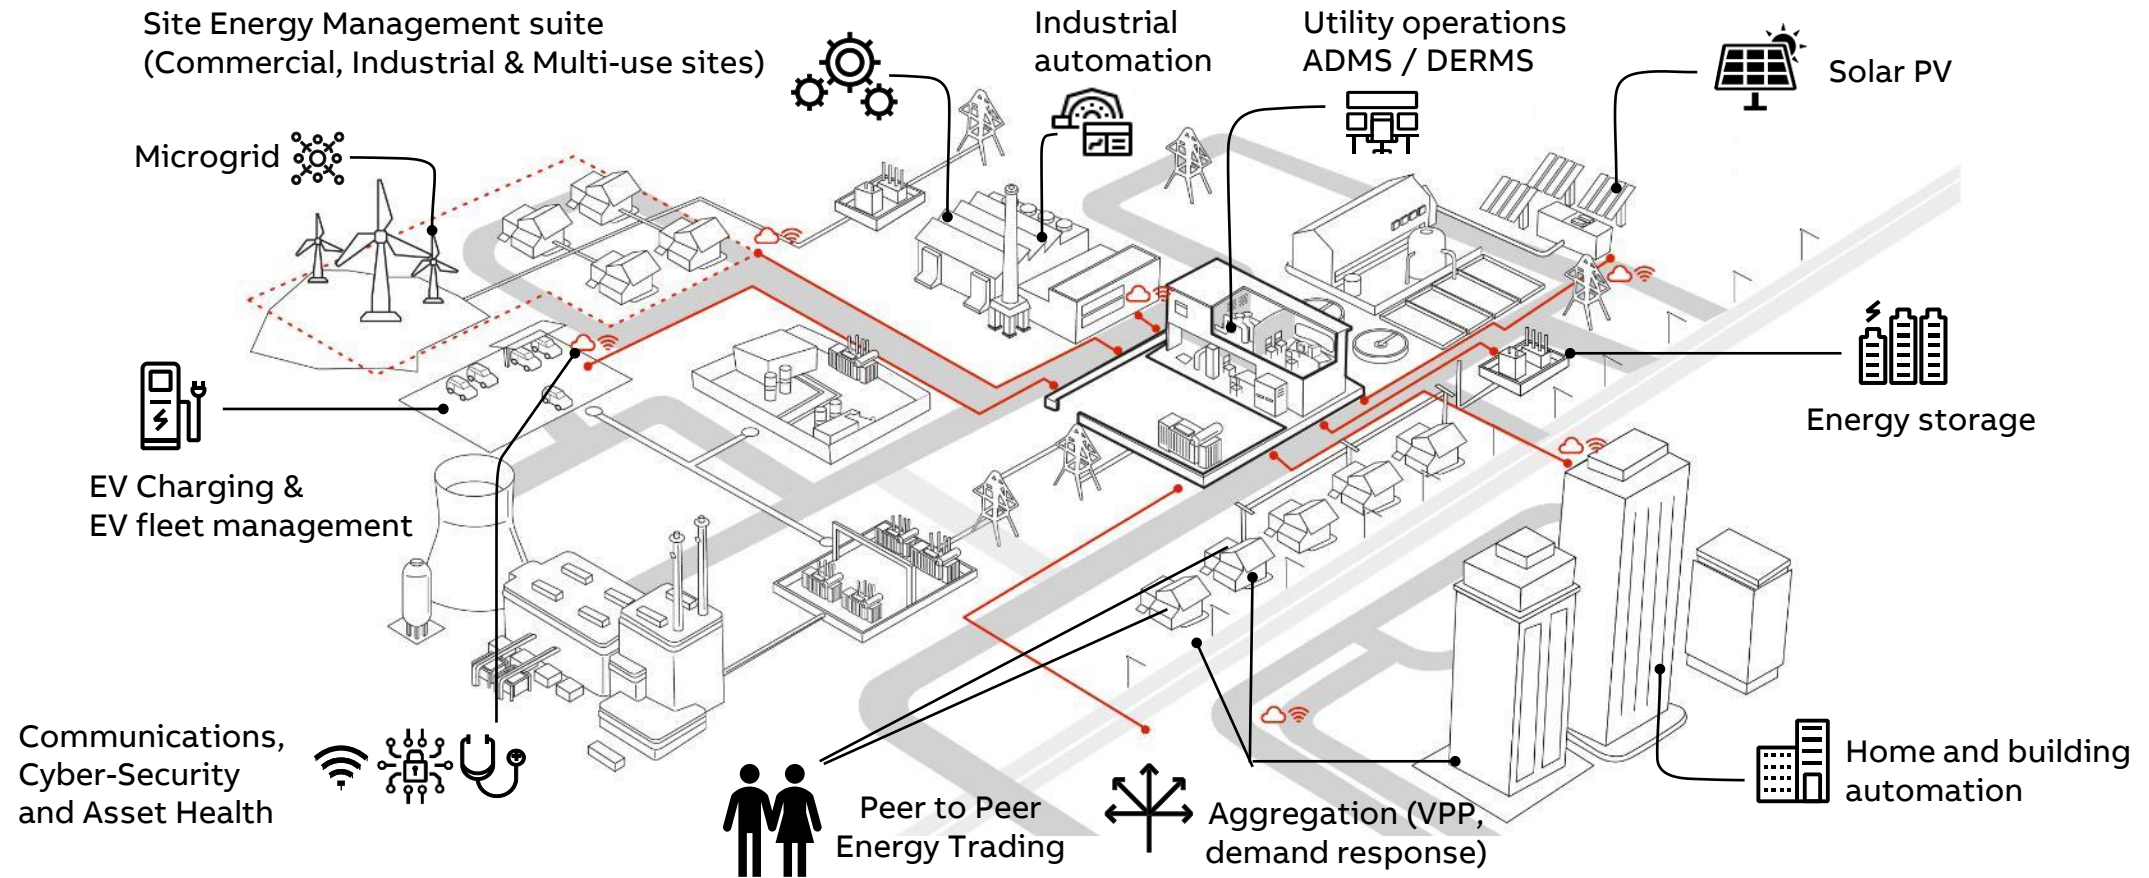 Site Energy Management suite
(Commercial, Industrial & Multi-use sites)
Industrial
automation
Utility operations
ADMS / DERMS
Solar PV
Microgrid
Energy storage
EV Charging &
EV fleet management
Communications,
Cyber-Security
and Asset Health
Peer to Peer
Energy Trading
Aggregation (VPP,
demand response)
Home and building
automation